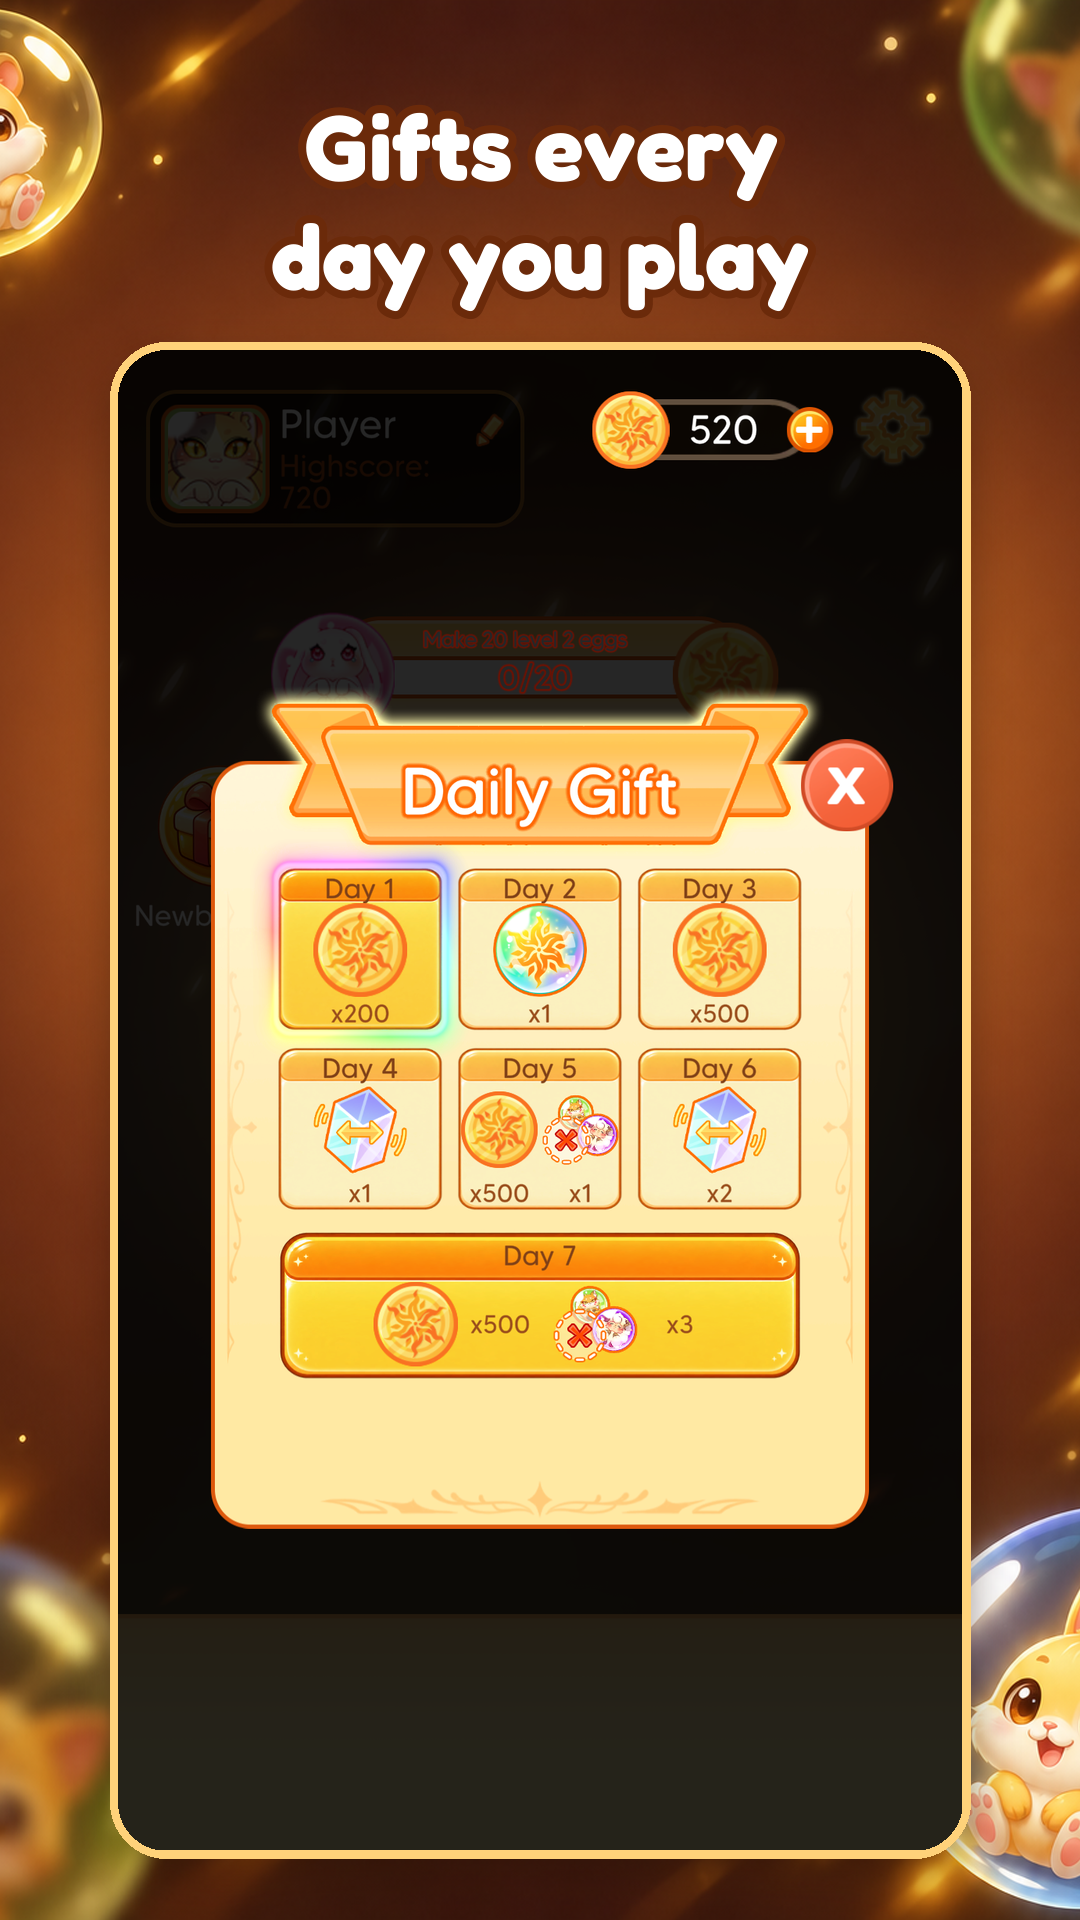 Gifts every
day you play
Player
Highscore:
720
520
Make 20 level 2 eggs
0/20
Daily Gift
X
Day 1
Day 2
Day 3
x200
x1
x500
Newb
Day 4
Day 5
Day 6
x1
x500
x1
x2
Day 7
x500
x3